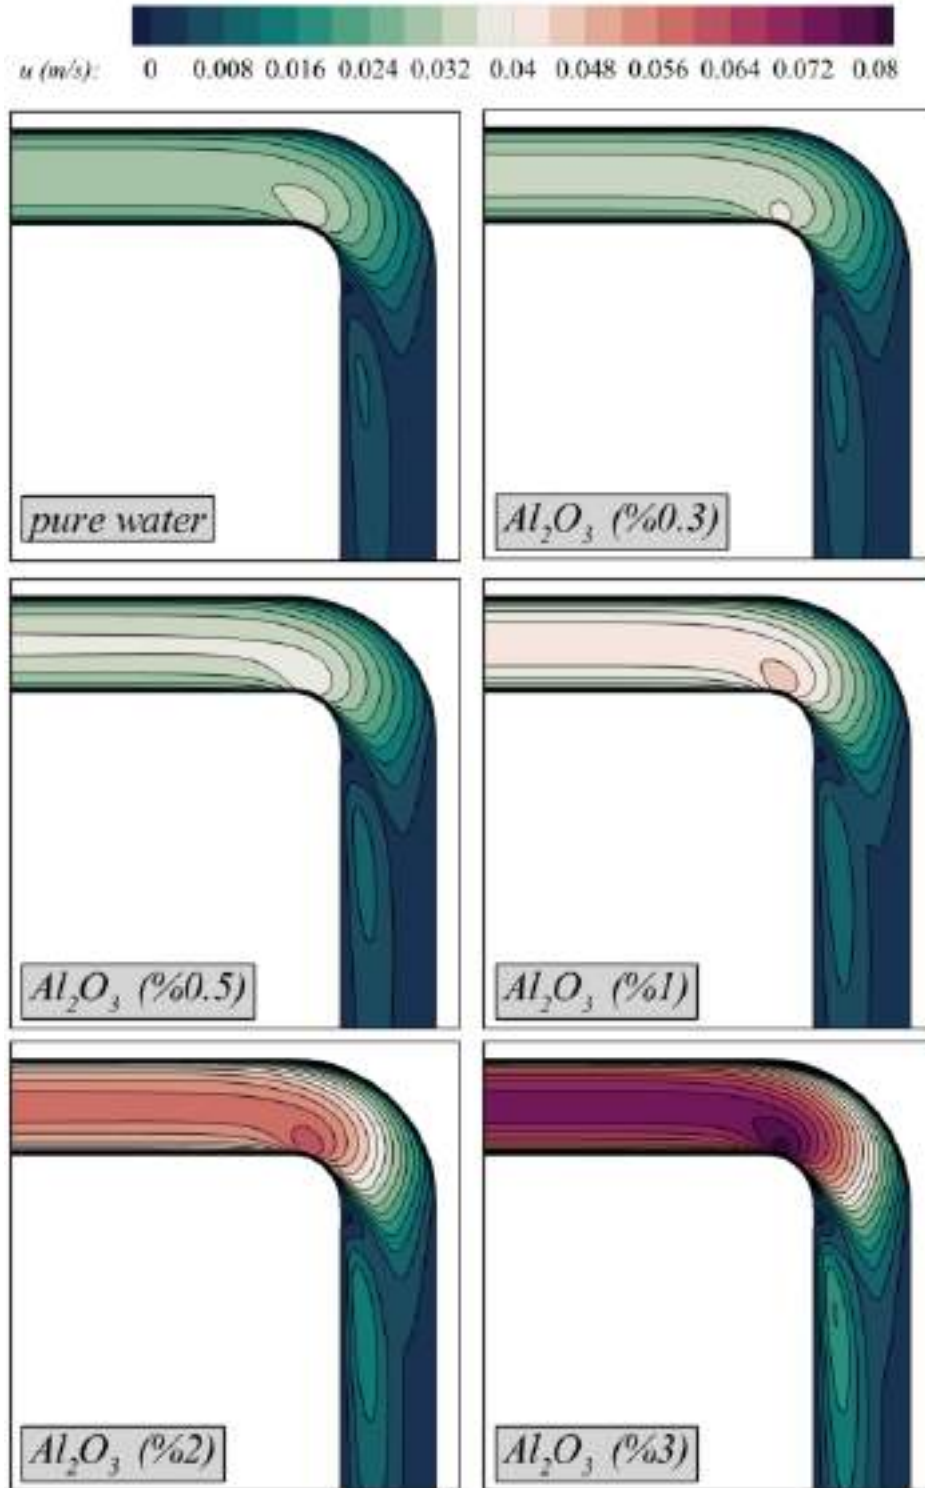 u (m/s): 0 0.008 0.016 0.024 0.032 0.04 0.048 0.056 0.064 0.072 0.08
pure water
Al₂O₃ (%0.3)
Al₂O₃ (%0.5)
Al₂O₃ (%1)
Al₂O₃ (%2)
Al₂O₃ (%3)